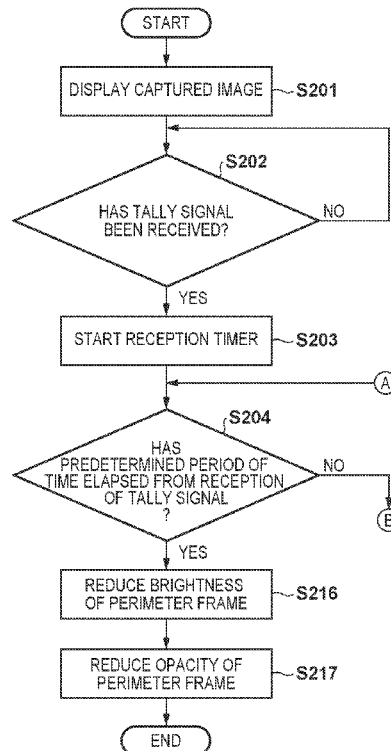 START
DISPLAY CAPTURED IMAGE
S201
S202
HAS TALLY SIGNAL
BEEN RECEIVED?
NO
YES
START RECEPTION TIMER
S203
A
S204
HAS
PREDETERMINED PERIOD OF
TIME ELAPSED FROM RECEPTION
OF TALLY SIGNAL
?
NO
B
YES
REDUCE BRIGHTNESS
OF PERIMETER FRAME
S216
REDUCE OPACITY OF
PERIMETER FRAME
S217
END